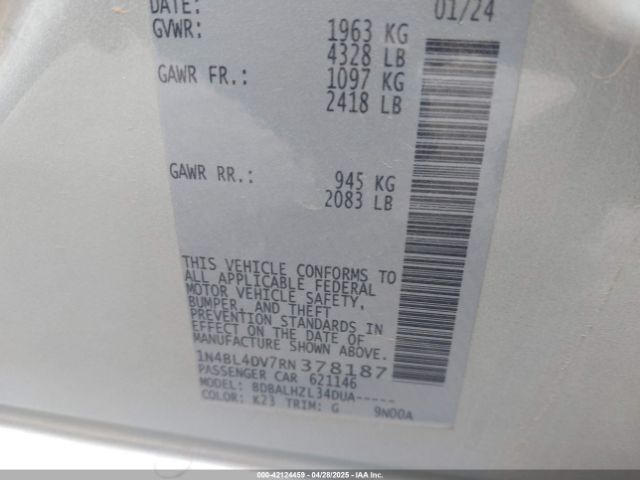 DATE: 01/24
GVWR: 1963 KG
4328 LB
GAWR FR.: 1097 KG
2418 LB
GAWR RR.: 945 KG
2083 LB
THIS VEHICLE CONFORMS TO
ALL APPLICABLE FEDERAL
MOTOR VEHICLE SAFETY,
BUMPER, AND THEFT
PREVENTION STANDARDS IN
EFFECT ON THE DATE OF
MANUFACTURE SHOWN ABOVE.
1N4BL4DV7RN378187
PASSENGER CAR 621146
MODEL: BDBALHZL34DUA-----
COLOR: K23 TRIM: G 9N00A
000-42124459 - 04/28/2025 - IAAI.COM